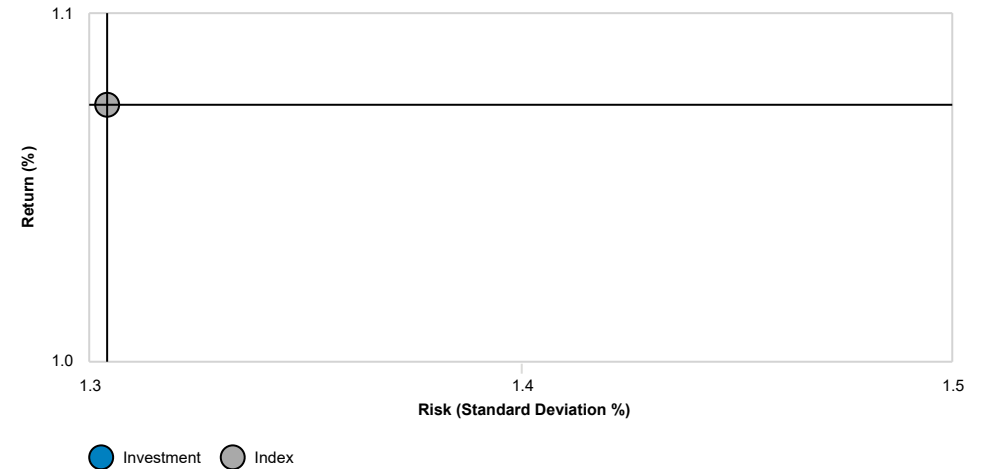 1.1
Return (%)
1.0
1.3 1.4 1.5
Risk (Standard Deviation %)
Investment Index